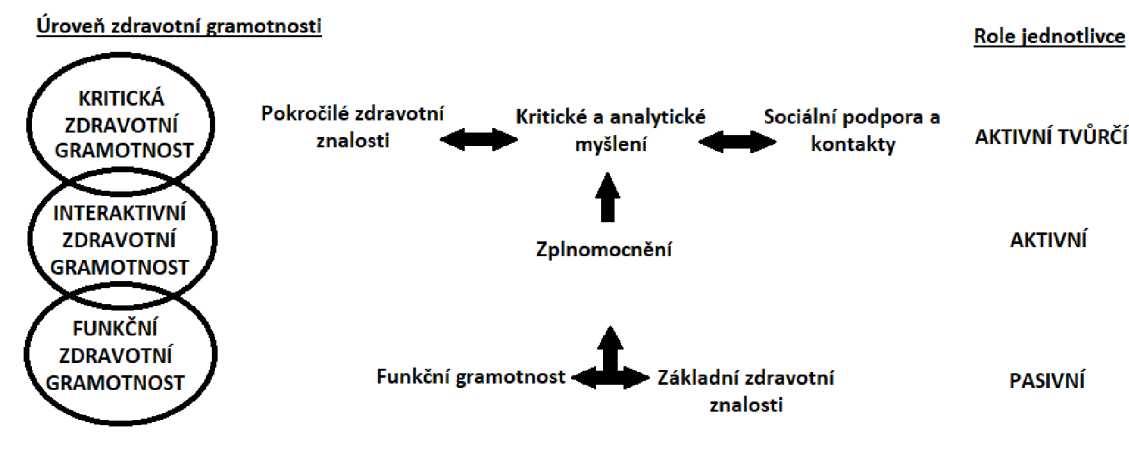 Úroveň zdravotní gramotnosti
Role jednotlivce
KRITICKÁ
ZDRAVOTNÍ
GRAMOTNOST
Pokročilé zdravotní
znalosti
Kritické a analytické
myšlení
Sociální podpora a
kontakty
AKTIVNÍ TVŮRČÍ
INTERAKTIVNÍ
ZDRAVOTNÍ
GRAMOTNOST
Zplnomocnění
AKTIVNÍ
FUNKČNÍ
ZDRAVOTNÍ
GRAMOTNOST
Funkční gramotnost
Základní zdravotní
znalosti
PASIVNÍ